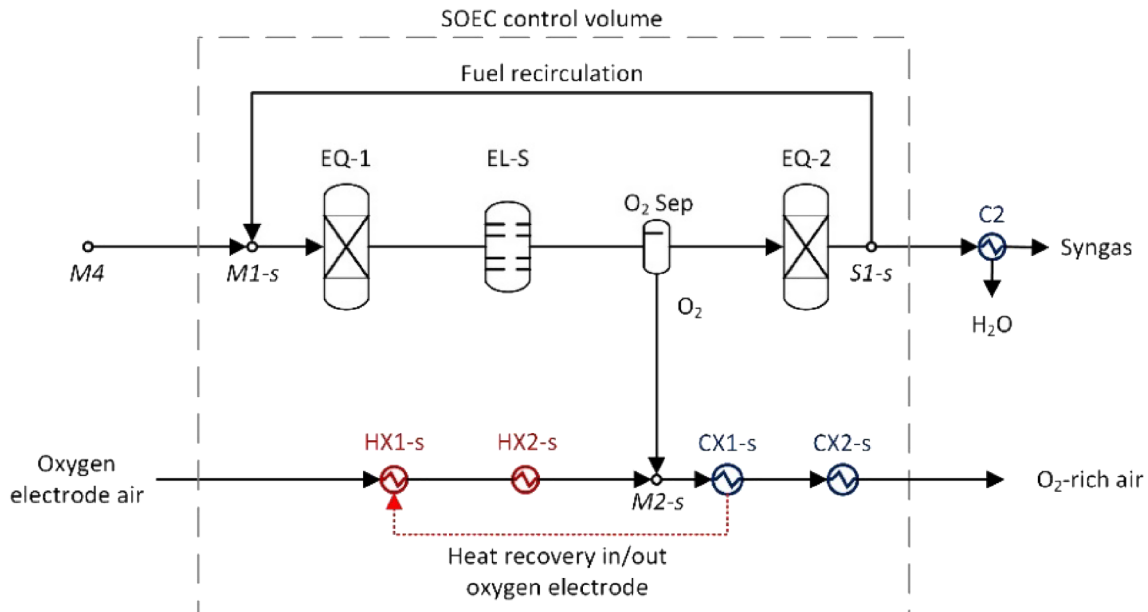 SOEC control volume
Fuel recirculation
EQ-1
EL-S
O₂ Sep
EQ-2
C2
M4
M1-s
S1-s
Syngas
O₂
H₂O
HX1-s
HX2-s
CX1-s
CX2-s
Oxygen
electrode air
M2-s
O₂-rich air
Heat recovery in/out
oxygen electrode